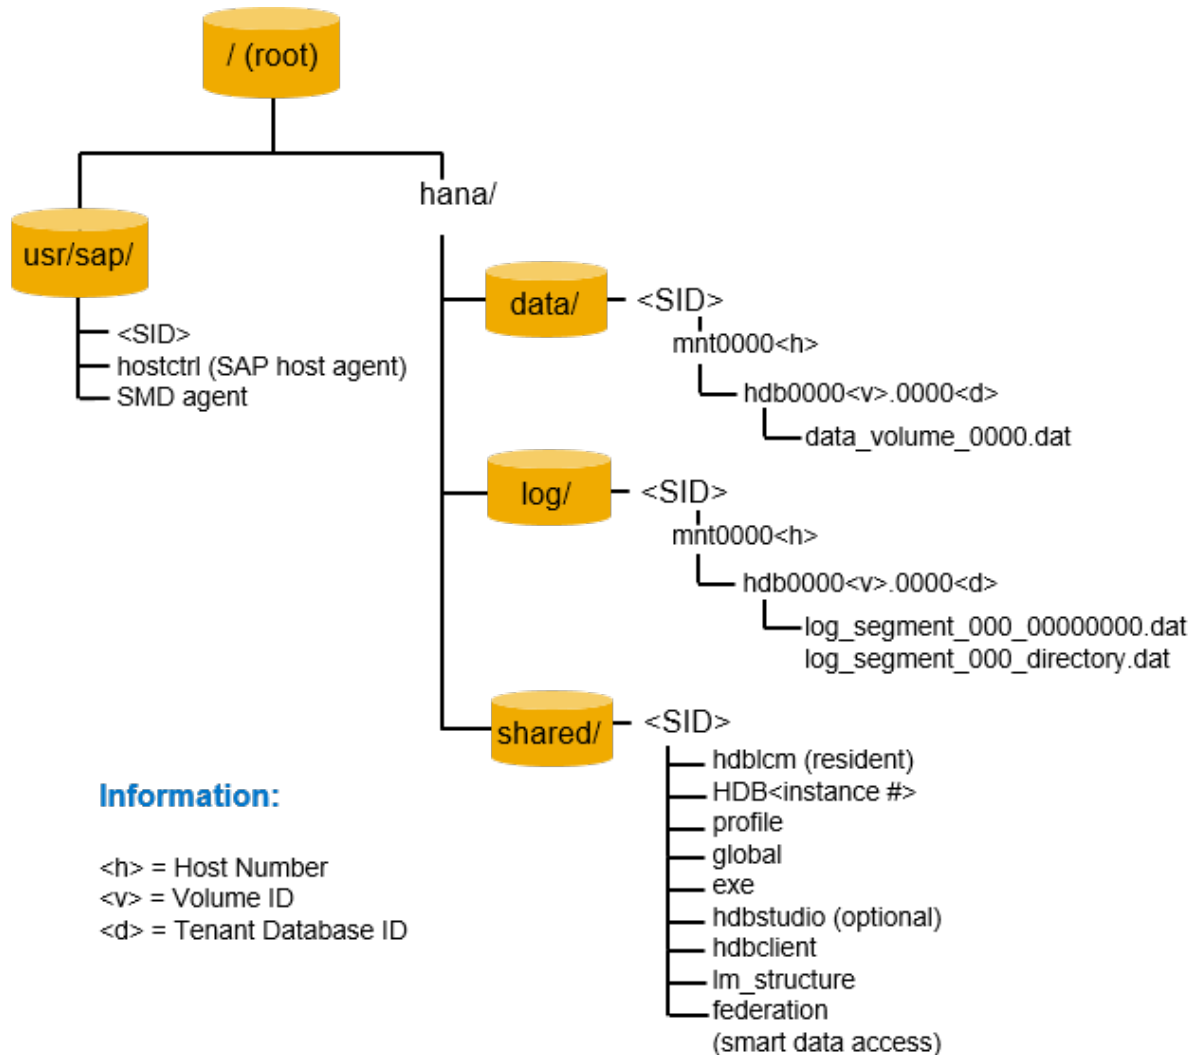 / (root)
hana/
usr/sap/
<SID>
hostctrl (SAP host agent)
SMD agent
data/
<SID>
mnt0000<h>
hdb0000<v>.0000<d>
data_volume_0000.dat
log/
<SID>
mnt0000<h>
hdb0000<v>.0000<d>
log_segment_000_00000000.dat
log_segment_000_directory.dat
shared/
<SID>
hdblcm (resident)
HDB<instance #>
profile
global
exe
hdbstudio (optional)
hdbclient
lm_structure
federation
(smart data access)
Information:
<h> = Host Number
<v> = Volume ID
<d> = Tenant Database ID